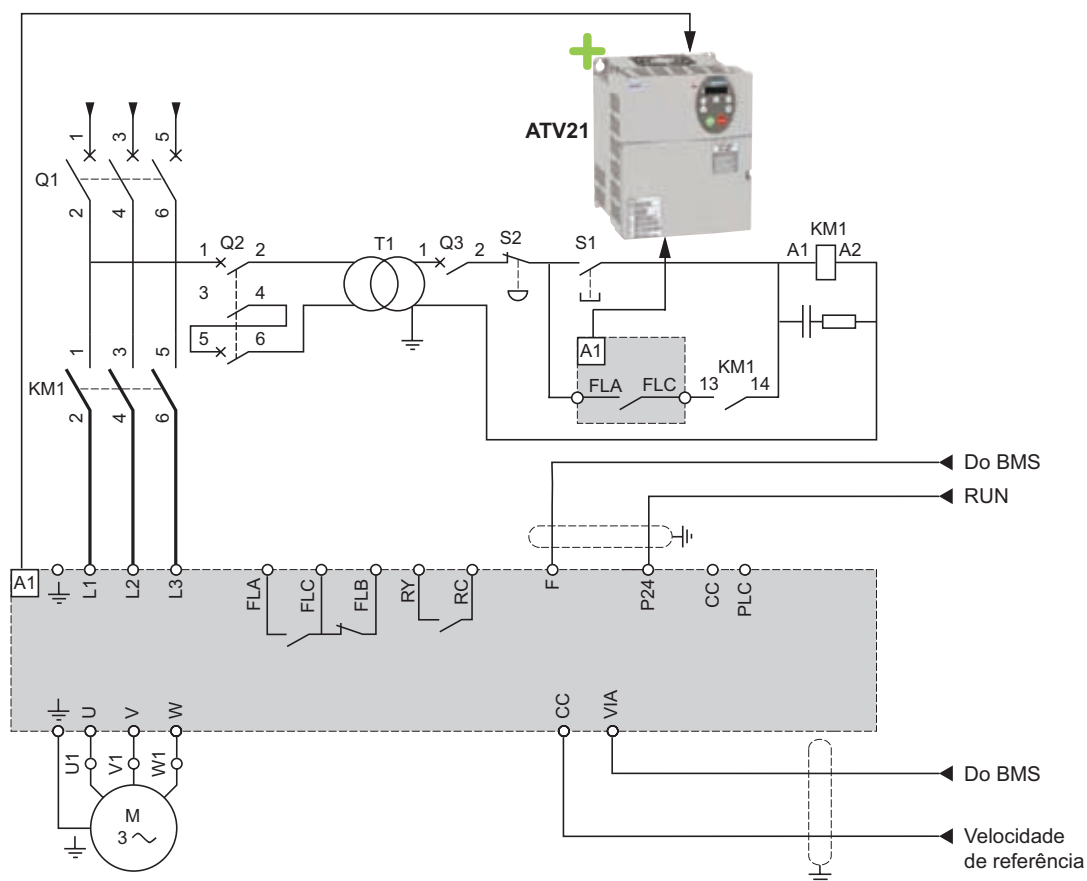 ATV21
1 3 5
Q1
2 4 6
1 Q2 2
3 4
5 6
T1
1 Q3 2
S2
S1
KM1
A1 A2
1 3 5
KM1
2 4 6
A1
FLA FLC
KM1
13 14
Do BMS
RUN
A1
L1 L2 L3
FLA FLC FLB RY RC
F P24 CC PLC
U V W
CC VIA
U1 V1 W1
M
3
Do BMS
Velocidade
de referência